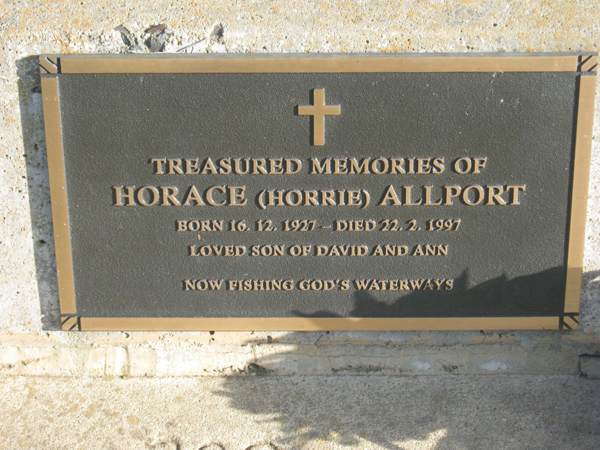 TREASURED MEMORIES OF
HORACE (HORRIE) ALLPORT
BORN 16. 12. 1927 – DIED 22. 2. 1997
LOVED SON OF DAVID AND ANN
NOW FISHING GOD'S WATERWAYS